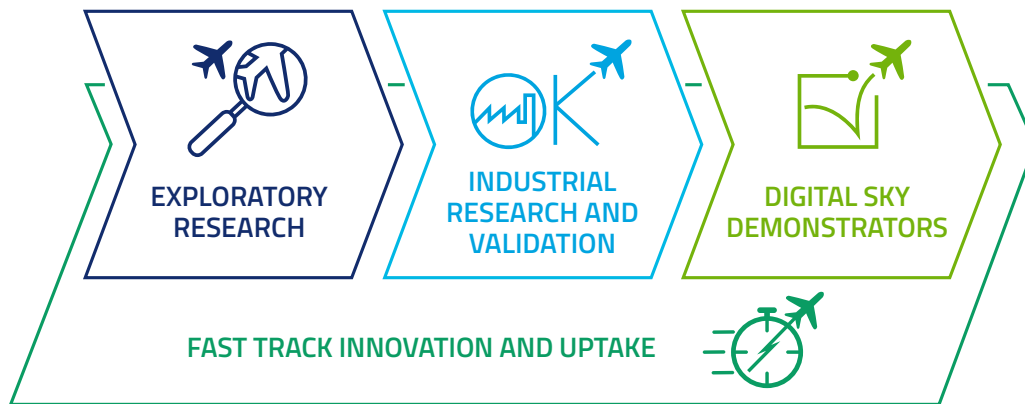 EXPLORATORY
RESEARCH
INDUSTRIAL
RESEARCH AND
VALIDATION
DIGITAL SKY
DEMONSTRATORS
FAST TRACK INNOVATION AND UPTAKE